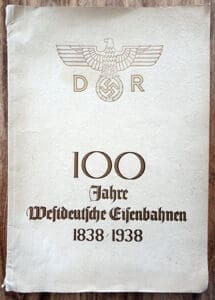 D R
100
Jahre
Westdeutsche Eisenbahnen
1838/1938